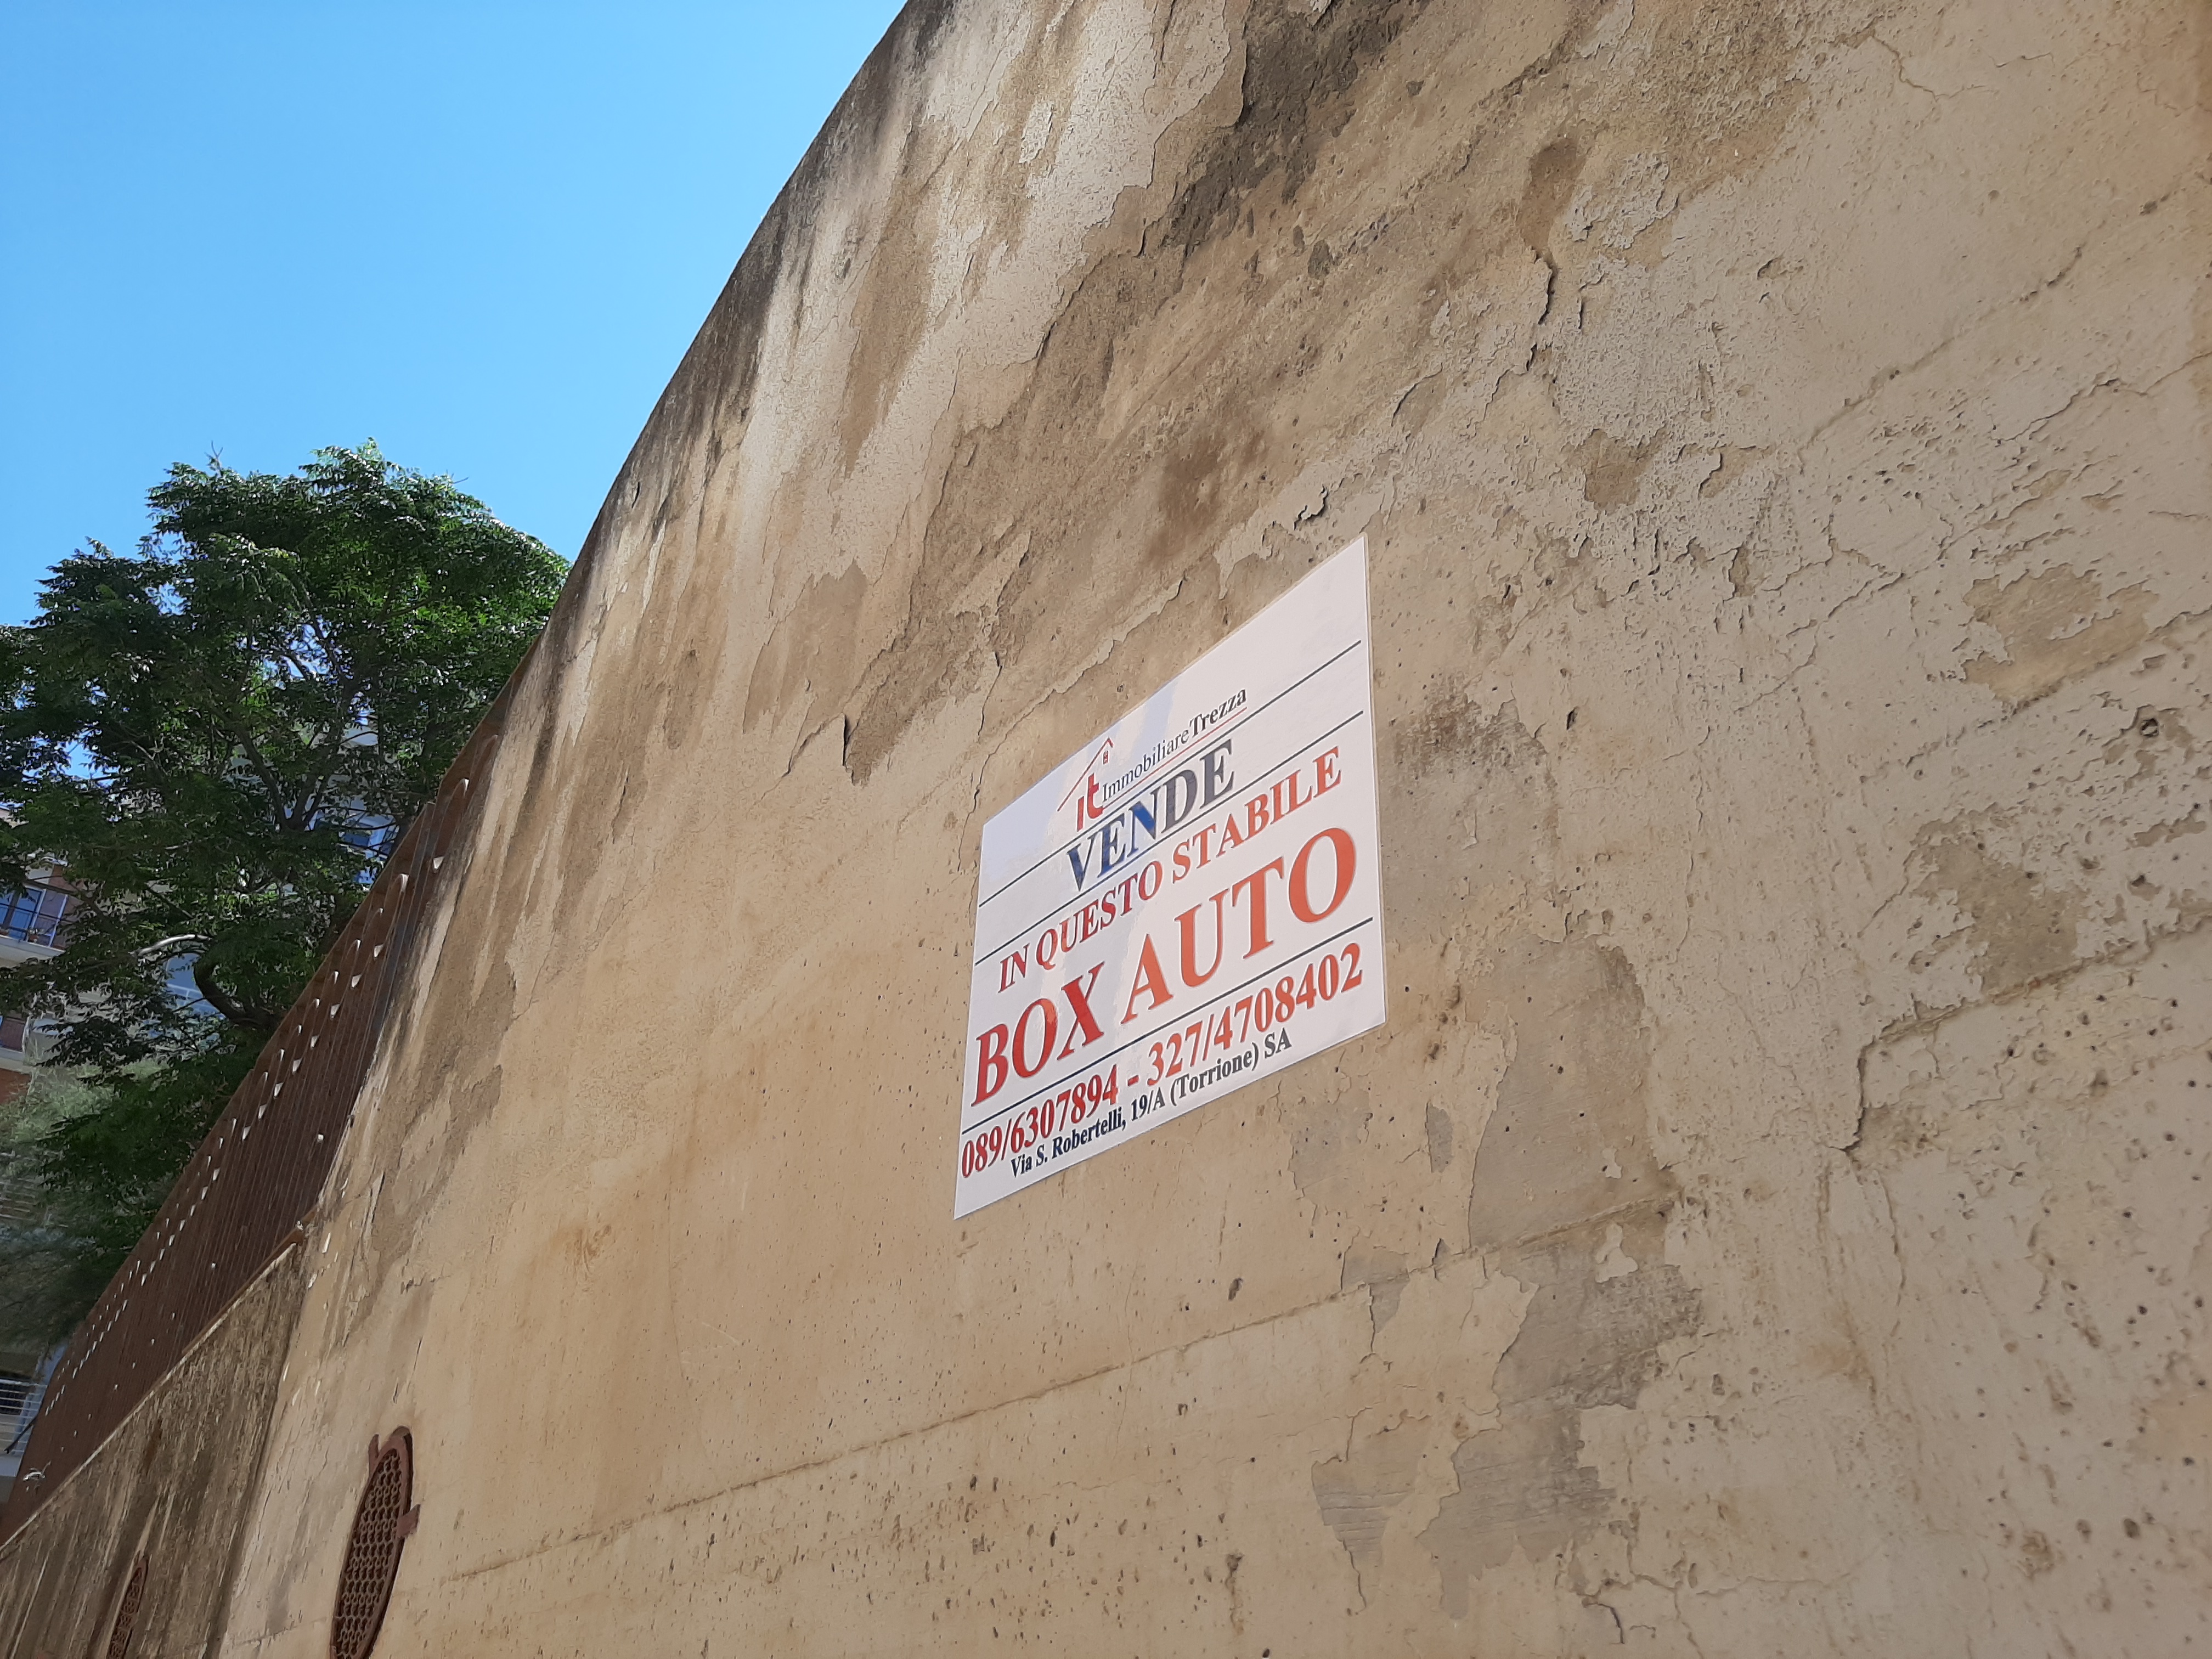 it Immobiliare Trezza
VENDE
IN QUESTO STABILE
BOX AUTO
089/6307894 - 327/4708402
Via S. Robertelli, 19/A (Torrione) SA